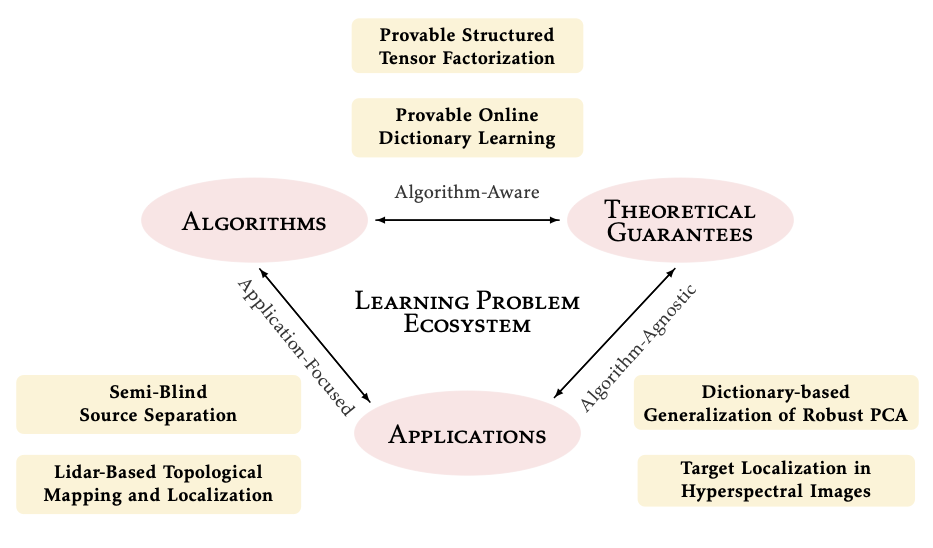 Provable Structured
Tensor Factorization
Provable Online
Dictionary Learning
Algorithm-Aware
ALGORITHMS
THEORETICAL
GUARANTEES
Application-Focused
LEARNING PROBLEM
ECOSYSTEM
Algorithm-Agnostic
Semi-Blind
Source Separation
Dictionary-based
Generalization of Robust PCA
APPLICATIONS
Lidar-Based Topological
Mapping and Localization
Target Localization in
Hyperspectral Images